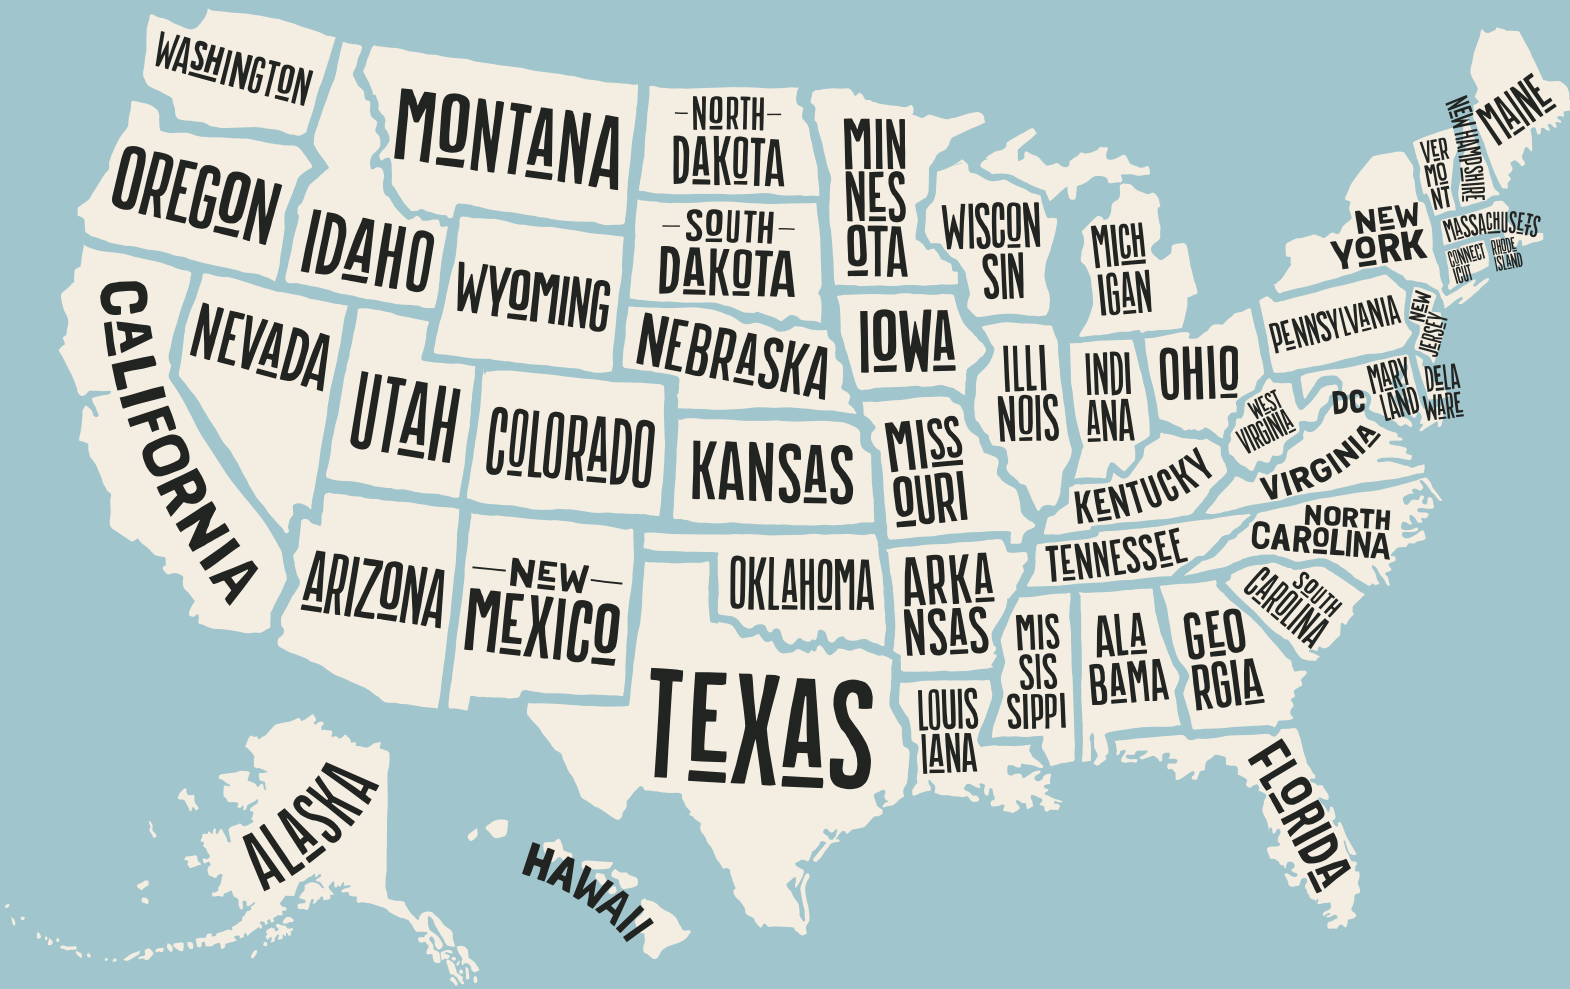 WASHINGTON
OREGON
CALIFORNIA
NEVADA
IDAHO
MONTANA
WYOMING
UTAH
COLORADO
ARIZONA
NEW
MEXICO
NORTH
DAKOTA
SOUTH
DAKOTA
NEBRASKA
KANSAS
OKLAHOMA
TEXAS
MIN
NES
OTA
IOWA
MISS
OURI
ARKA
NSAS
LOUIS
IANA
WISCON
SIN
ILLI
NOIS
MICH
IGAN
INDI
ANA
OHIO
KENTUCKY
TENNESSEE
MIS
SIS
SIPPI
ALA
BAMA
GEO
RGIA
FLORIDA
SOUTH
CAROLINA
NORTH
CAROLINA
VIRGINIA
WEST
VIRGINIA
DC
MARY
LAND
DELA
WARE
PENNSYLVANIA
NEW
JERSEY
NEW
YORK
CONNECT
ICUT
RHODE
ISLAND
MASSACHUSETTS
VER
MO
NT
NEW HAMPSHIRE
MAINE
ALASKA
HAWAII